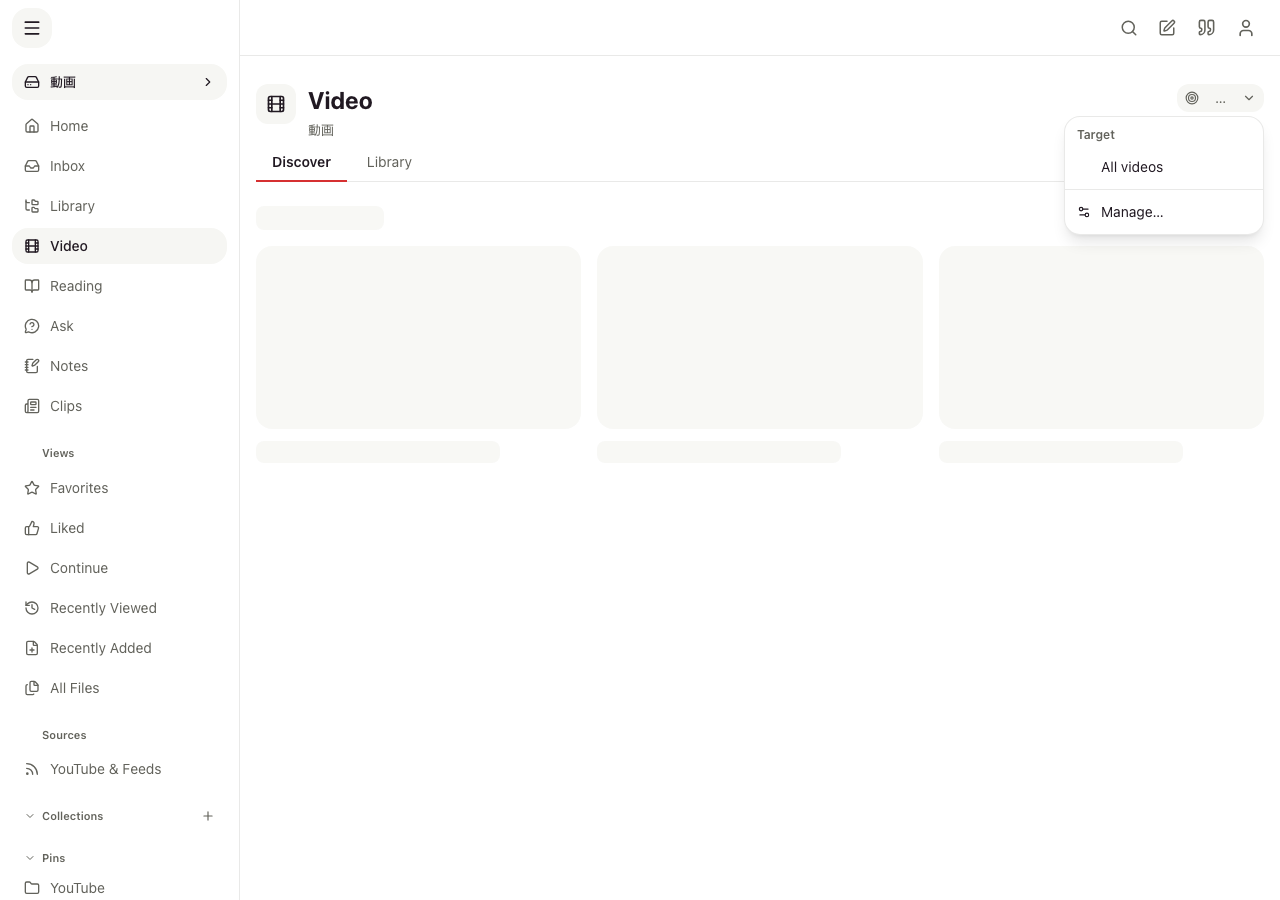 動画
Home
Inbox
Library
Video
Reading
Ask
Notes
Clips
Views
Favorites
Liked
Continue
Recently Viewed
Recently Added
All Files
Sources
YouTube & Feeds
Collections
Pins
YouTube
Video
動画
...
Discover
Library
Target
All videos
Manage...